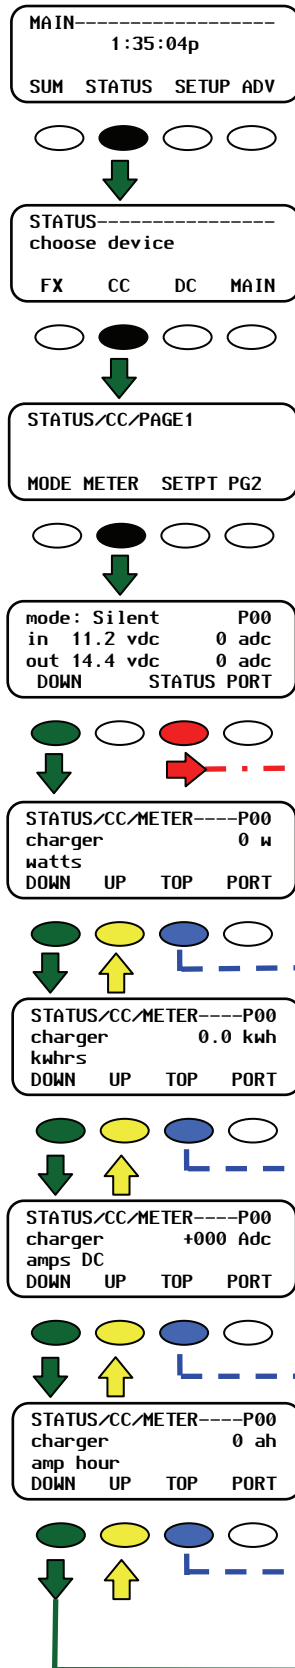 MAIN--------------------
1:35:04p
SUM STATUS SETUP ADV
STATUS------------------
choose device
FX CC DC MAIN
STATUS/CC/PAGE1
MODE METER SETPT PG2
mode: Silent P00
in 11.2 vdc 0 adc
out 14.4 vdc 0 adc
DOWN STATUS PORT
STATUS/CC/METER----P00
charger 0 w
watts
DOWN UP TOP PORT
STATUS/CC/METER----P00
charger 0.0 kwh
kwhrs
DOWN UP TOP PORT
STATUS/CC/METER----P00
charger +000 Adc
amps DC
DOWN UP TOP PORT
STATUS/CC/METER----P00
charger 0 ah
amp hour
DOWN UP TOP PORT